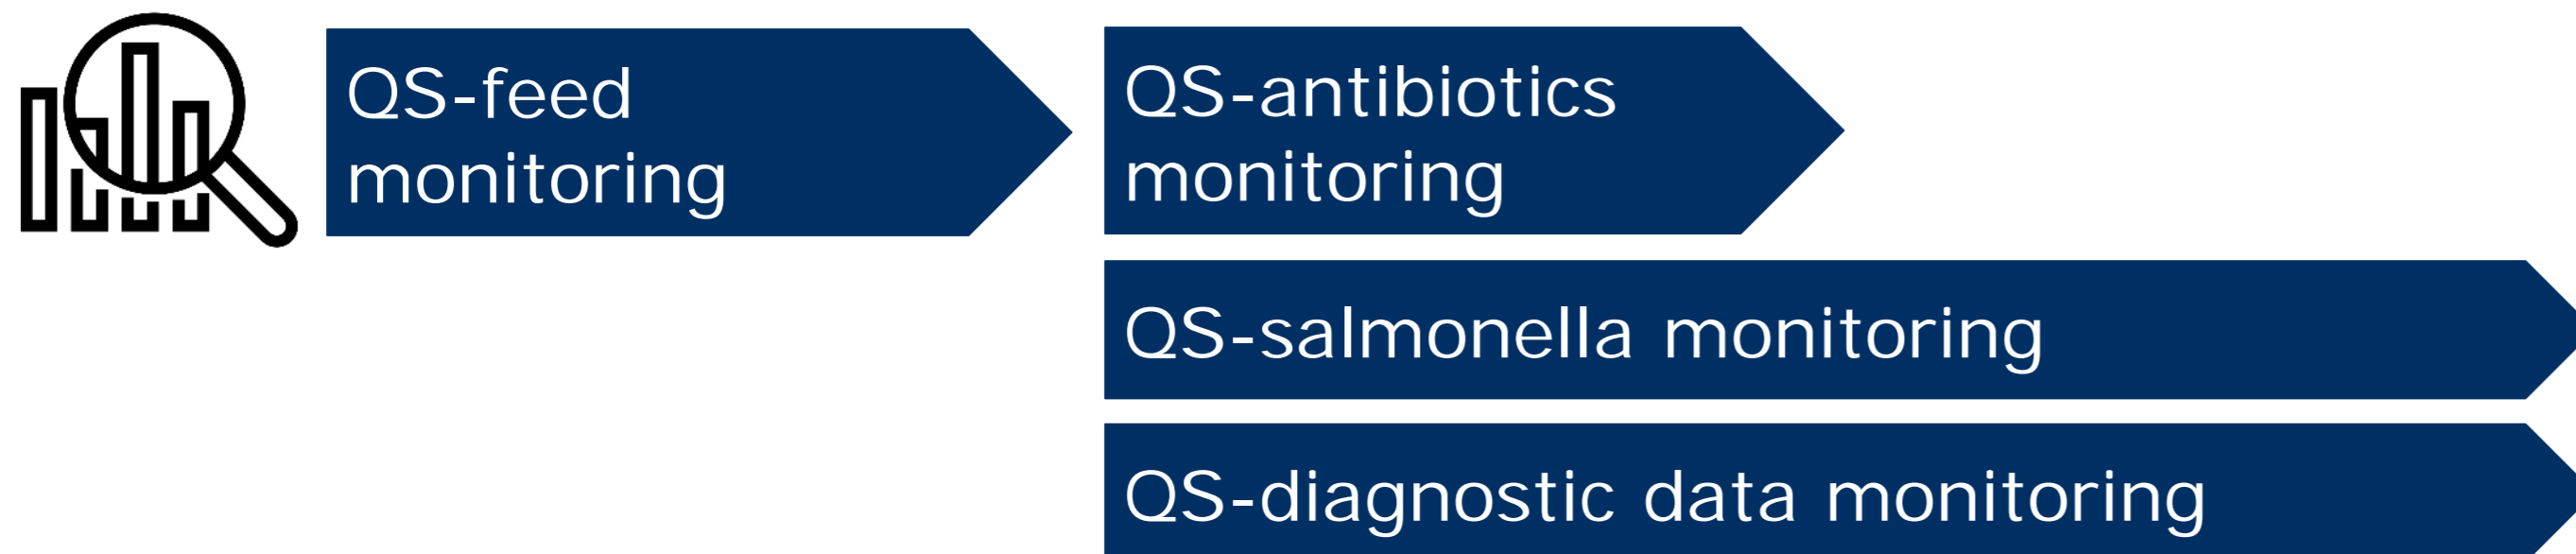 QS-feed
monitoring
QS-antibiotics
monitoring
QS-salmonella monitoring
QS-diagnostic data monitoring